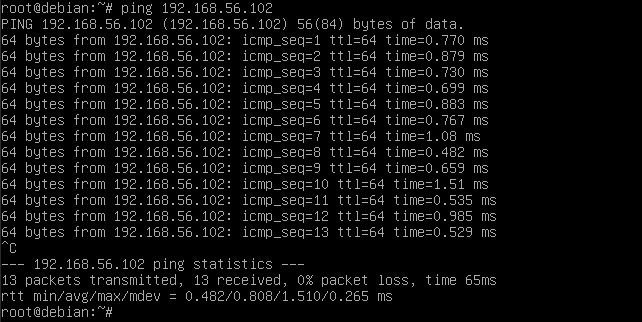 root@debian:~# ping 192.168.56.102
PING 192.168.56.102 (192.168.56.102) 56(84) bytes of data.
64 bytes from 192.168.56.102: icmp_seq=1 ttl=64 time=0.770 ms
64 bytes from 192.168.56.102: icmp_seq=2 ttl=64 time=0.879 ms
64 bytes from 192.168.56.102: icmp_seq=3 ttl=64 time=0.730 ms
64 bytes from 192.168.56.102: icmp_seq=4 ttl=64 time=0.699 ms
64 bytes from 192.168.56.102: icmp_seq=5 ttl=64 time=0.883 ms
64 bytes from 192.168.56.102: icmp_seq=6 ttl=64 time=0.767 ms
64 bytes from 192.168.56.102: icmp_seq=7 ttl=64 time=1.08 ms
64 bytes from 192.168.56.102: icmp_seq=8 ttl=64 time=0.482 ms
64 bytes from 192.168.56.102: icmp_seq=9 ttl=64 time=0.659 ms
64 bytes from 192.168.56.102: icmp_seq=10 ttl=64 time=1.51 ms
64 bytes from 192.168.56.102: icmp_seq=11 ttl=64 time=0.535 ms
64 bytes from 192.168.56.102: icmp_seq=12 ttl=64 time=0.985 ms
64 bytes from 192.168.56.102: icmp_seq=13 ttl=64 time=0.529 ms
^C
--- 192.168.56.102 ping statistics ---
13 packets transmitted, 13 received, 0% packet loss, time 65ms
rtt min/avg/max/mdev = 0.482/0.808/1.510/0.265 ms
root@debian:~#